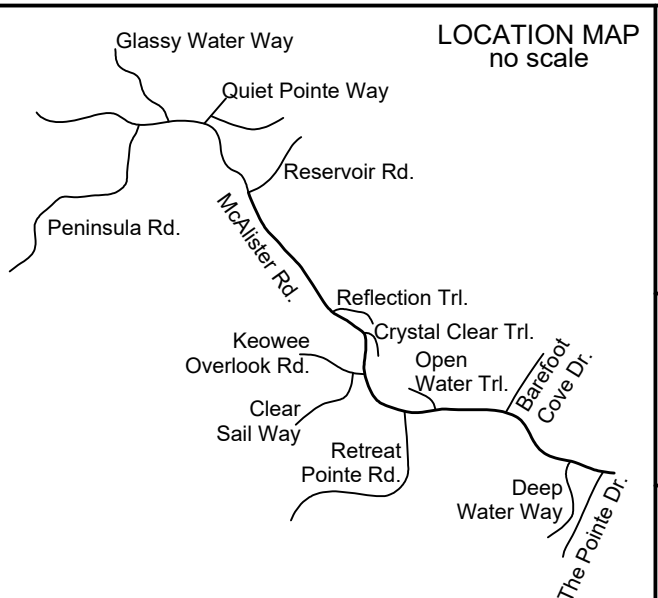 LOCATION MAP
no scale
Glassy Water Way
Quiet Pointe Way
Reservoir Rd.
Peninsula Rd.
McAlister Rd.
Reflection Trl.
Crystal Clear Trl.
Keowee
Overlook Rd.
Open
Water Trl.
Barefoot
Cove Dr.
Clear
Sail Way
Retreat
Pointe Rd.
Deep
Water Way
The Pointe Dr.